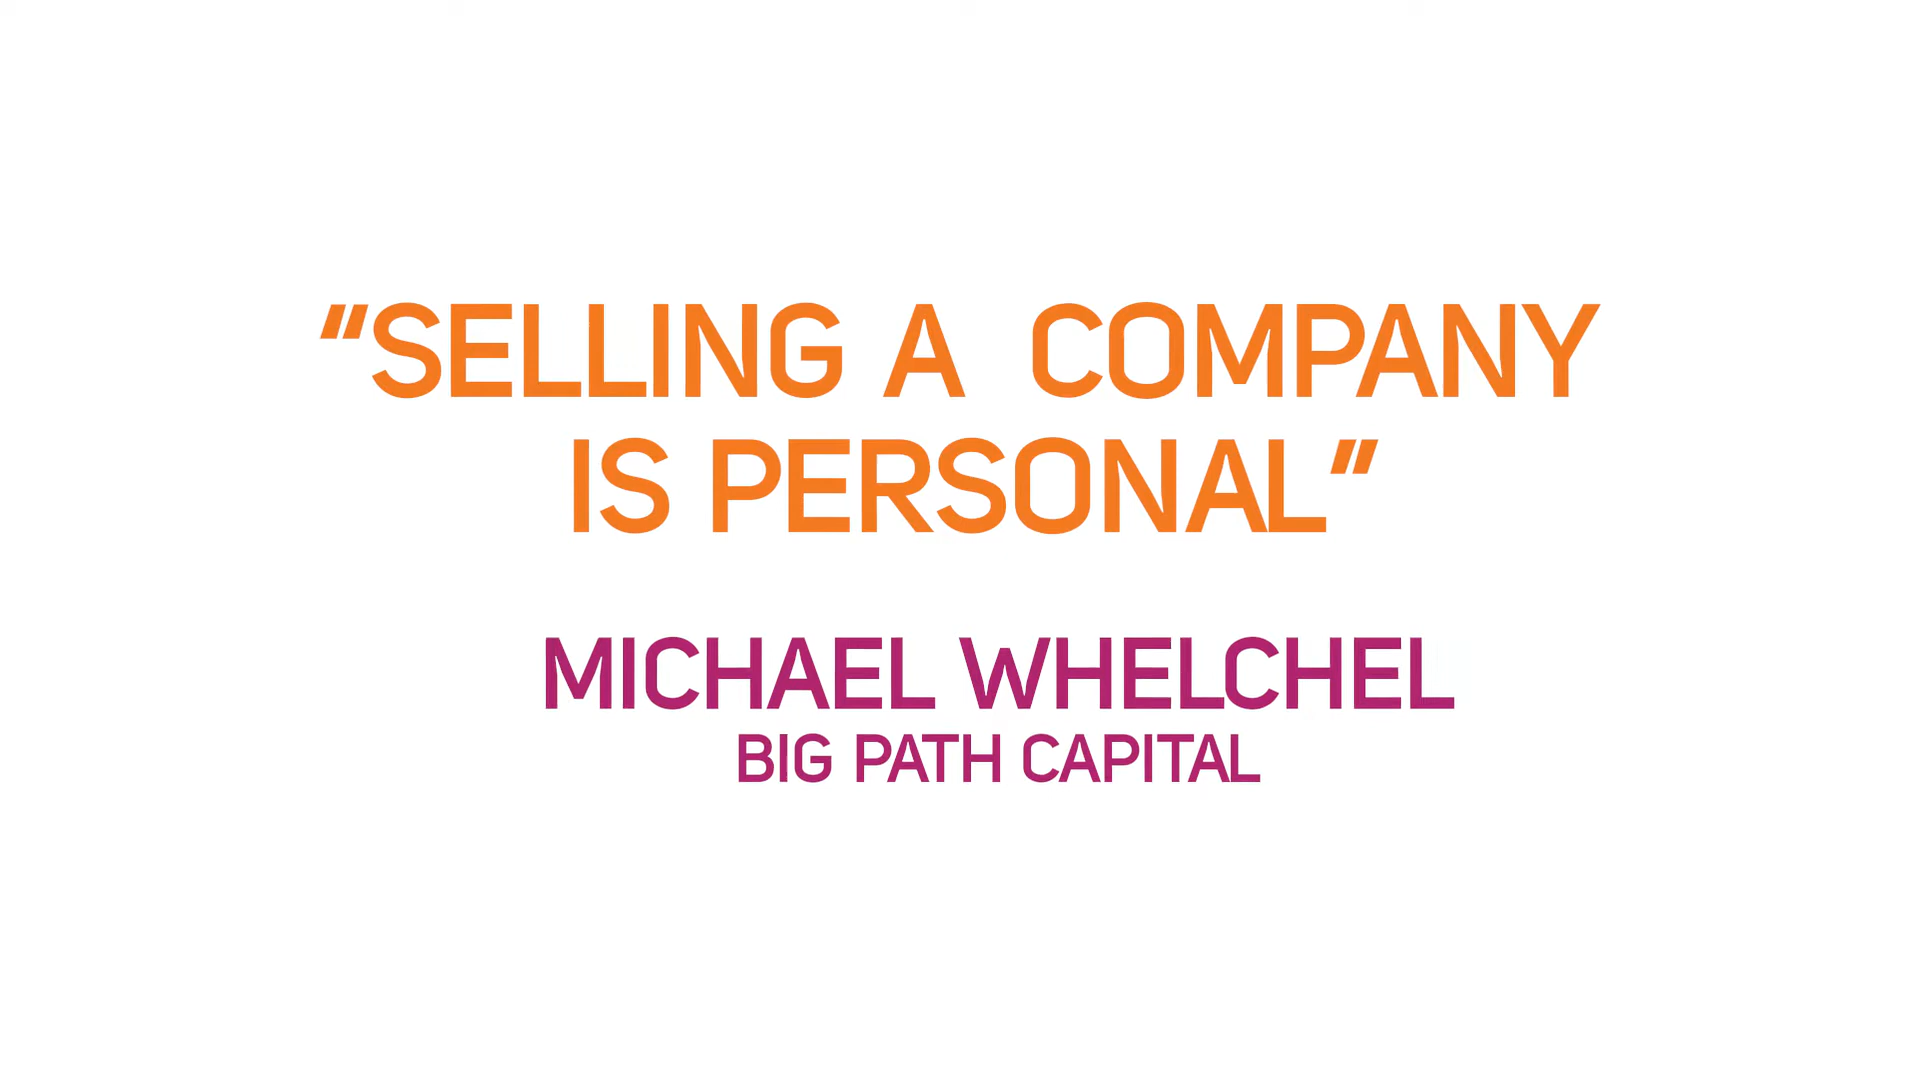 "SELLING A COMPANY
IS PERSONAL"
MICHAEL WHELCHEL
BIG PATH CAPITAL